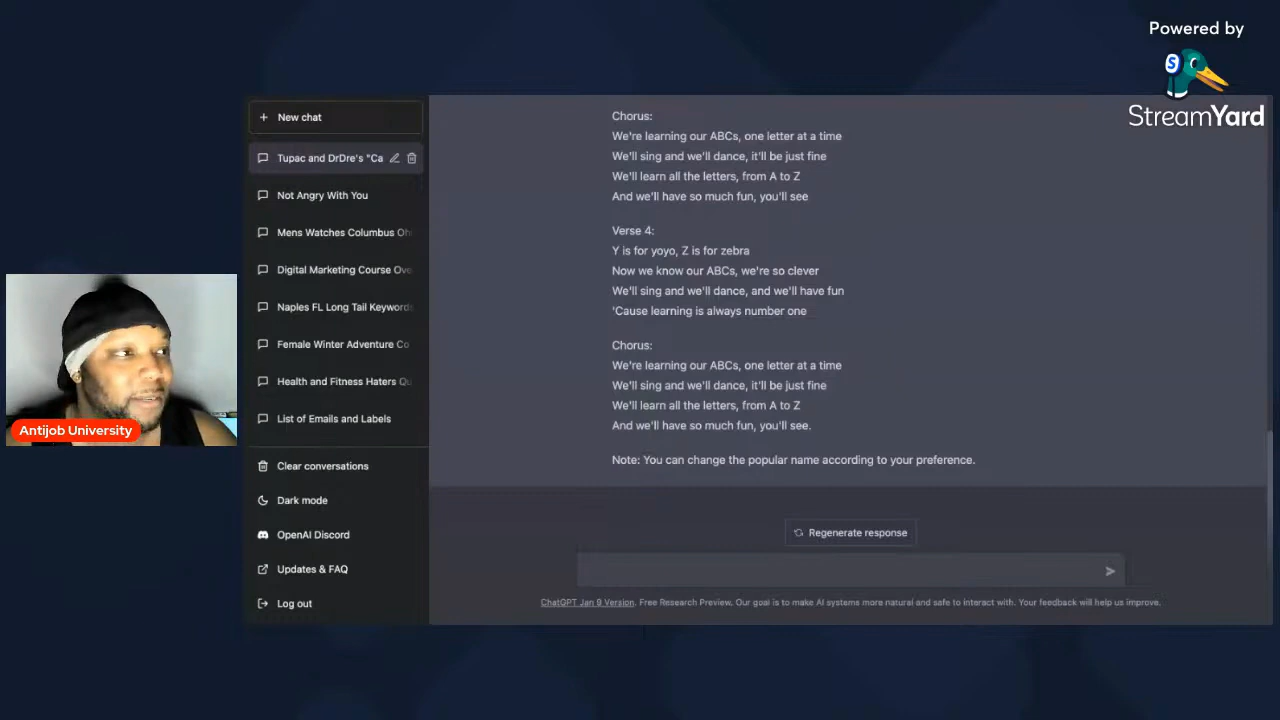 Powered by
S
StreamYard
New chat
Tupac and DrDre's "Ca
Not Angry With You
Mens Watches Columbus Oh
Digital Marketing Course Ove
Naples FL Long Tail Keywords
Female Winter Adventure Co
Health and Fitness Haters Qu
List of Emails and Labels
Clear conversations
Dark mode
OpenAI Discord
Updates & FAQ
Log out
Chorus:
We're learning our ABCs, one letter at a time
We'll sing and we'll dance, it'll be just fine
We'll learn all the letters, from A to Z
And we'll have so much fun, you'll see
Verse 4:
Y is for yoyo, Z is for zebra
Now we know our ABCs, we're so clever
We'll sing and we'll dance, and we'll have fun
'Cause learning is always number one
Chorus:
We're learning our ABCs, one letter at a time
We'll sing and we'll dance, it'll be just fine
We'll learn all the letters, from A to Z
And we'll have so much fun, you'll see.
Note: You can change the popular name according to your preference.
Regenerate response
ChatGPT Jan 9 Version. Free Research Preview. Our goal is to make AI systems more natural and safe to interact with. Your feedback will help us improve.
Antijob University